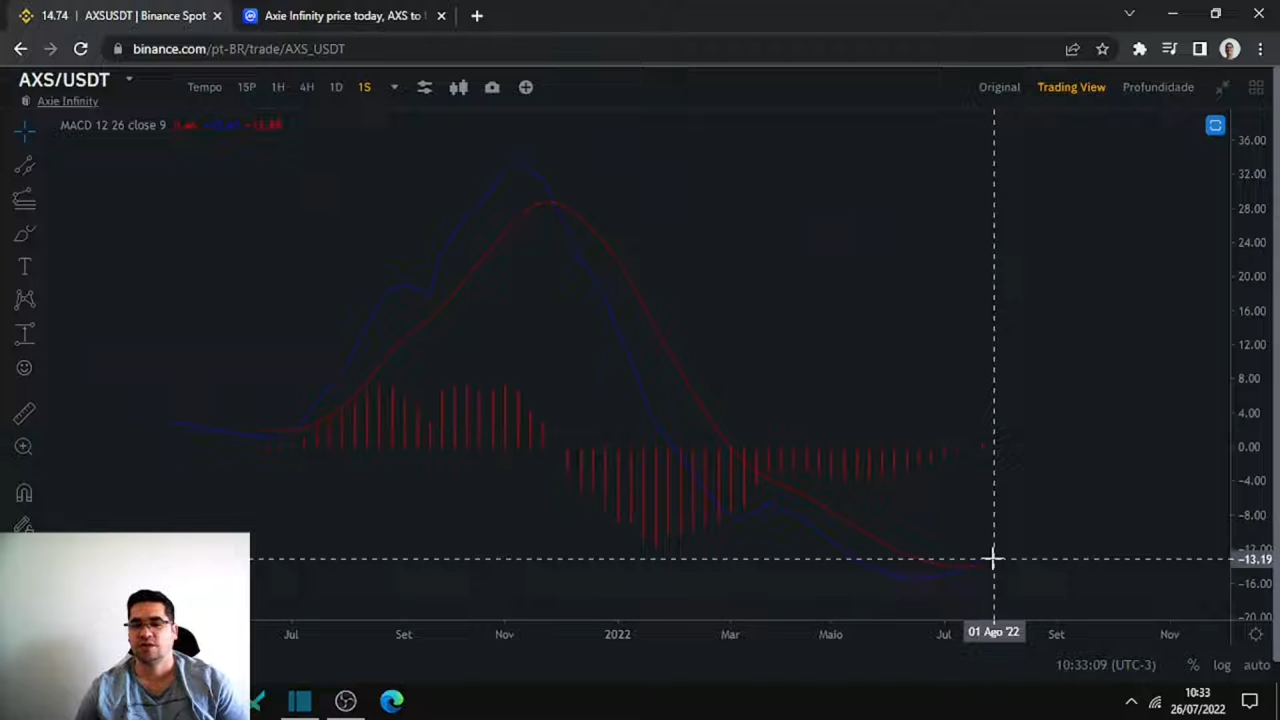 14.74 | AXSUSDT | Binance Spot
Axie Infinity price today, AXS to
binance.com/pt-BR/trade/AXS_USDT
AXS/USDT
Axie Infinity
Tempo 15P 1H 4H 1D 1S
Original Trading View Profundidade
MACD 12 26 close 9
36.00
32.00
28.00
24.00
20.00
16.00
12.00
8.00
4.00
0.00
−4.00
−8.00
−13.19
−16.00
−20.00
Jul Set Nov 2022 Mar Maio Jul 01 Ago '22 Set Nov
10:33:09 (UTC-3) % log auto
10:33
26/07/2022